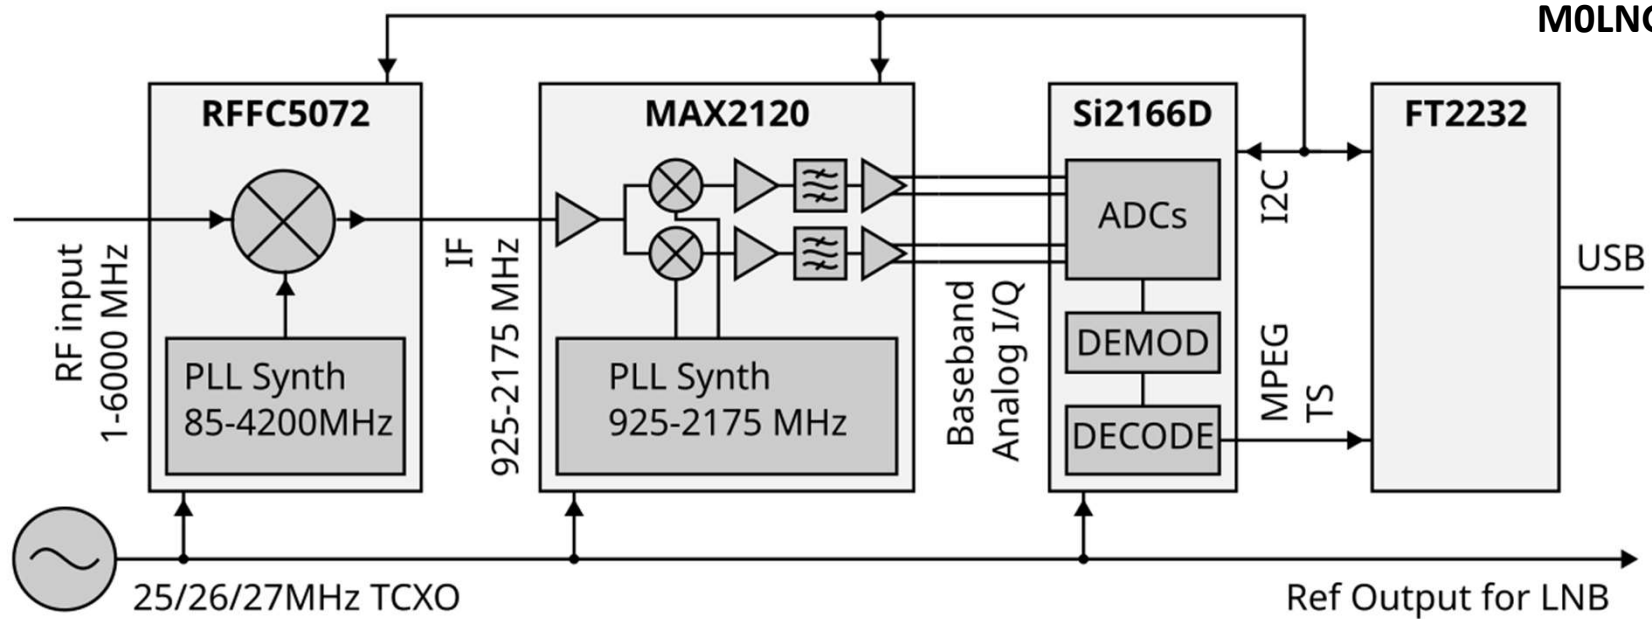 M0LNG
RFFC5072
MAX2120
Si2166D
FT2232
ADCs
I2C
USB
RF input
1-6000 MHz
IF
925-2175 MHz
PLL Synth
85-4200MHz
PLL Synth
925-2175 MHz
Baseband
Analog I/Q
DEMOD
DECODE
MPEG
TS
25/26/27MHz TCXO
Ref Output for LNB